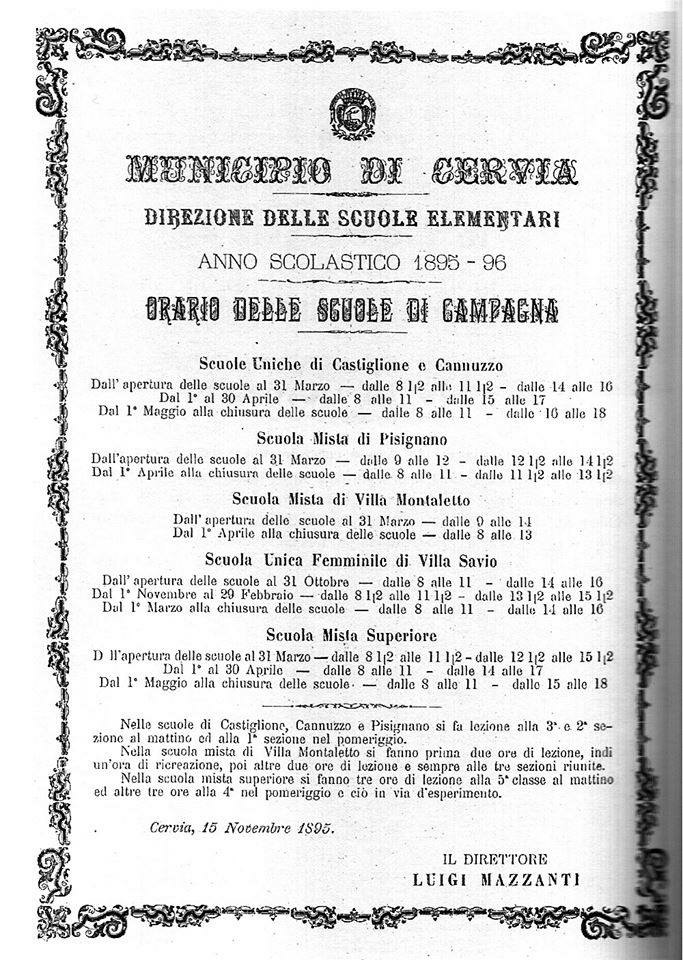 MUNICIPIO DI CERVIA
DIREZIONE DELLE SCUOLE ELEMENTARI
ANNO SCOLASTICO 1895 - 96
ORARIO DELLE SCUOLE DI CAMPAGNA
Scuole Uniche di Castiglione e Cannuzzo
Dall'apertura delle scuole al 31 Marzo — dalle 8 1|2 alle 11 1|2 - dalle 14 alle 16
Dal 1° al 30 Aprile — dalle 8 alle 11 - dalle 15 alle 17
Dal 1° Maggio alla chiusura delle scuole — dalle 8 alle 11 - dalle 16 alle 18
Scuola Mista di Pisignano
Dall'apertura delle scuole al 31 Marzo — dalle 9 alle 12 - dalle 12 1|2 alle 14 1|2
Dal 1° Aprile alla chiusura delle scuole — dalle 8 alle 11 - dalle 11 1|2 alle 13 1|2
Scuola Mista di Villa Montaletto
Dall'apertura delle scuole al 31 Marzo — dalle 9 alle 14
Dal 1° Aprile alla chiusura delle scuole — dalle 8 alle 13
Scuola Unica Femminile di Villa Savio
Dall'apertura delle scuole al 31 Ottobre — dalle 8 alle 11 - dalle 14 alle 16
Dal 1° Novembre al 29 Febbraio — dalle 8 1|2 alle 11 1|2 - dalle 13 1|2 alle 15 1|2
Dal 1° Marzo alla chiusura delle scuole — dalle 8 alle 11 - dalle 14 alle 16
Scuola Mista Superiore
D ll'apertura delle scuole al 31 Marzo — dalle 8 1|2 alle 11 1|2 - dalle 12 1|2 alle 15 1|2
Dal 1° al 30 Aprile — dalle 8 alle 11 - dalle 14 alle 17
Dal 1° Maggio alla chiusura delle scuole — dalle 8 alle 11 - dalle 15 alle 18
Nelle scuole di Castiglione, Cannuzzo e Pisignano si fa lezione alla 3ª e 2ª se-
zione al mattino ed alla 1ª sezione nel pomeriggio.
Nella scuola mista di Villa Montaletto si fanno prima due ore di lezione, indi
un'ora di ricreazione, poi altre due ore di lezione e sempre alle tre sezioni riunite.
Nella scuola mista superiore si fanno tre ore di lezione alla 5ª classe al mattino
ed altre tre ore alla 4ª nel pomeriggio e ciò in via d'esperimento.
Cervia, 15 Novembre 1895.
IL DIRETTORE
LUIGI MAZZANTI